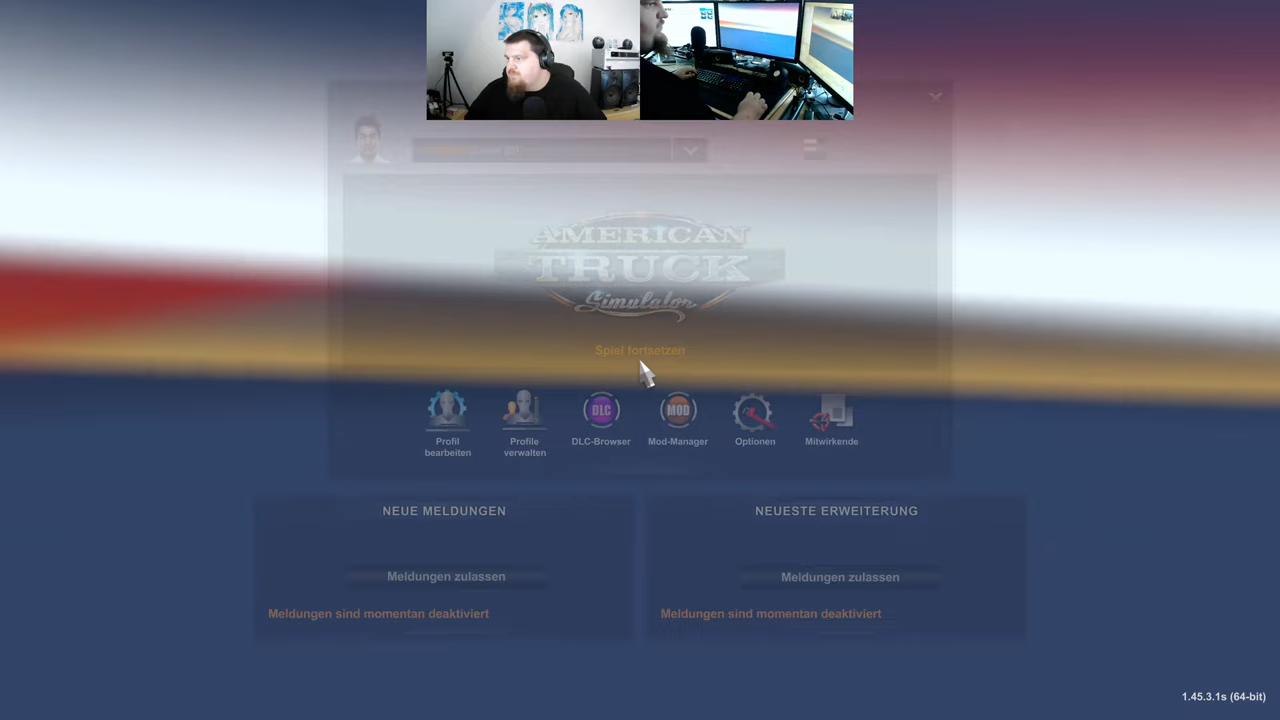 AMERICAN
TRUCK
Simulator
Spiel fortsetzen
DLC
MOD
Profil
bearbeiten
Profile
verwalten
DLC-Browser
Mod-Manager
Optionen
Mitwirkende
NEUE MELDUNGEN
NEUESTE ERWEITERUNG
Meldungen zulassen
Meldungen zulassen
Meldungen sind momentan deaktiviert
Meldungen sind momentan deaktiviert
1.45.3.1s (64-bit)